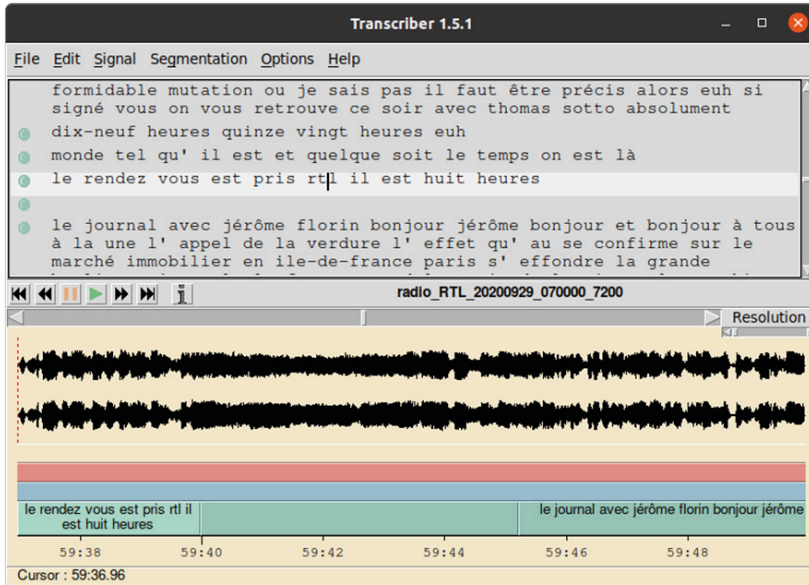 Transcriber 1.5.1
File Edit Signal Segmentation Options Help
formidable mutation ou je sais pas il faut être précis alors euh si
signé vous on vous retrouve ce soir avec thomas sotto absolument
dix-neuf heures quinze vingt heures euh
monde tel qu' il est et quelque soit le temps on est là
le rendez vous est pris rtl il est huit heures
le journal avec jérôme florin bonjour jérôme bonjour et bonjour à tous
à la une l' appel de la verdure l' effet qu' au se confirme sur le
marché immobilier en ile-de-france paris s' effondre la grande
radio_RTL_20200929_070000_7200
Resolution
le rendez vous est pris rtl il
est huit heures
le journal avec jérôme florin bonjour jérôme
59:38 59:40 59:42 59:44 59:46 59:48
Cursor : 59:36.96